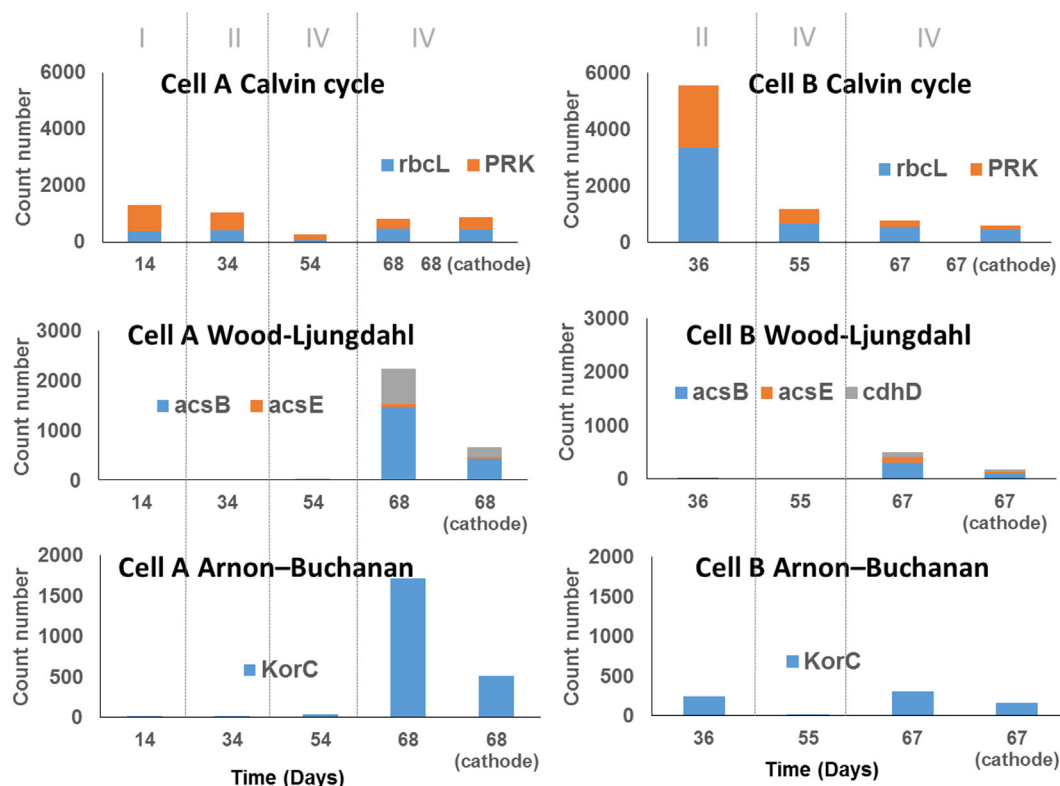 I II IV IV
Cell A Calvin cycle
Count number
6000
4000
2000
0
rbcL PRK
14 34 54 68 68 (cathode)
II IV IV
Cell B Calvin cycle
Count number
6000
4000
2000
0
rbcL PRK
36 55 67 67 (cathode)
Cell A Wood-Ljungdahl
Count number
3000
2000
1000
0
acsB acsE
14 34 54 68 68
(cathode)
Cell B Wood-Ljungdahl
Count number
3000
2000
1000
0
acsB acsE cdhD
36 55 67 67
(cathode)
Cell A Arnon–Buchanan
Count number
2000
1500
1000
500
0
KorC
14 34 54 68 68
(cathode)
Time (Days)
Cell B Arnon–Buchanan
Count number
2000
1500
1000
500
0
KorC
36 55 67 67
(cathode)
Time (Days)